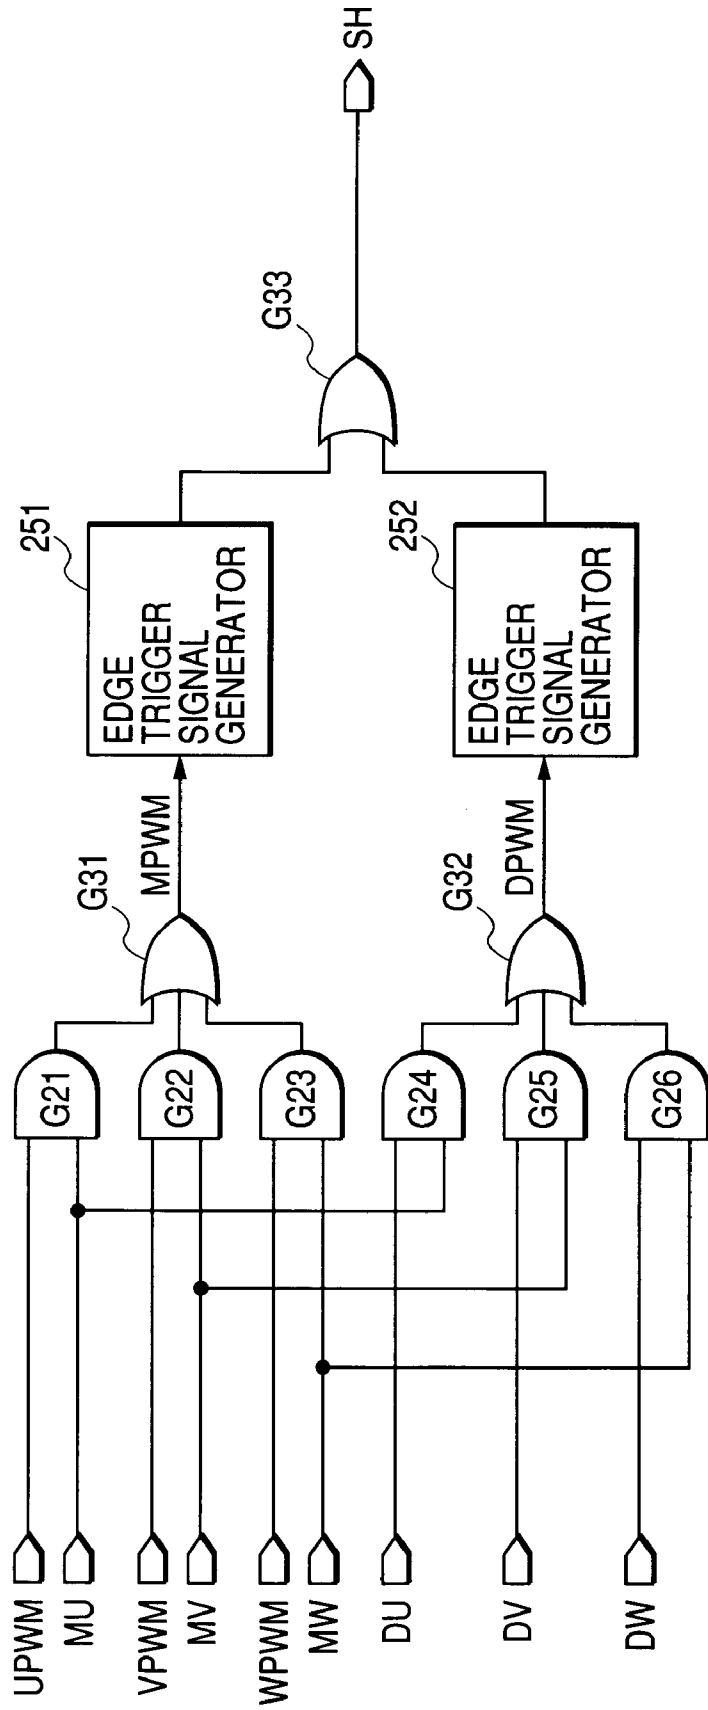 UPWM
MU
VPWM
MV
WPWM
MW
DU
DV
DW
G21
G22
G23
G24
G25
G26
G31
MPWM
G32
DPWM
251
EDGE
TRIGGER
SIGNAL
GENERATOR
252
EDGE
TRIGGER
SIGNAL
GENERATOR
G33
SH